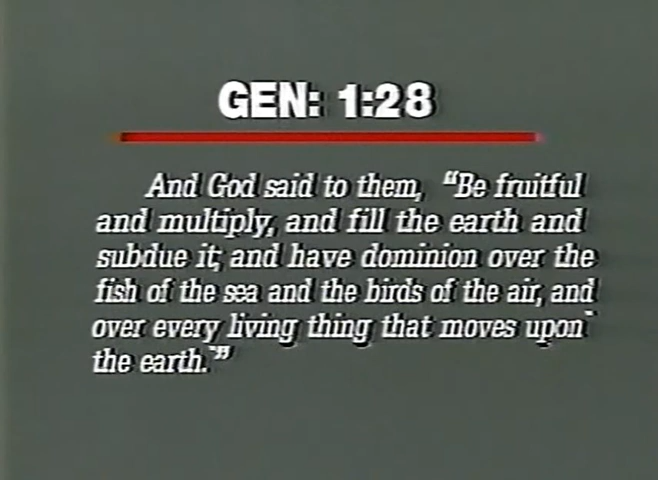 GEN: 1:28
And God said to them, "Be fruitful
and multiply, and fill the earth and
subdue it; and have dominion over the
fish of the sea and the birds of the air, and
over every living thing that moves upon
the earth."